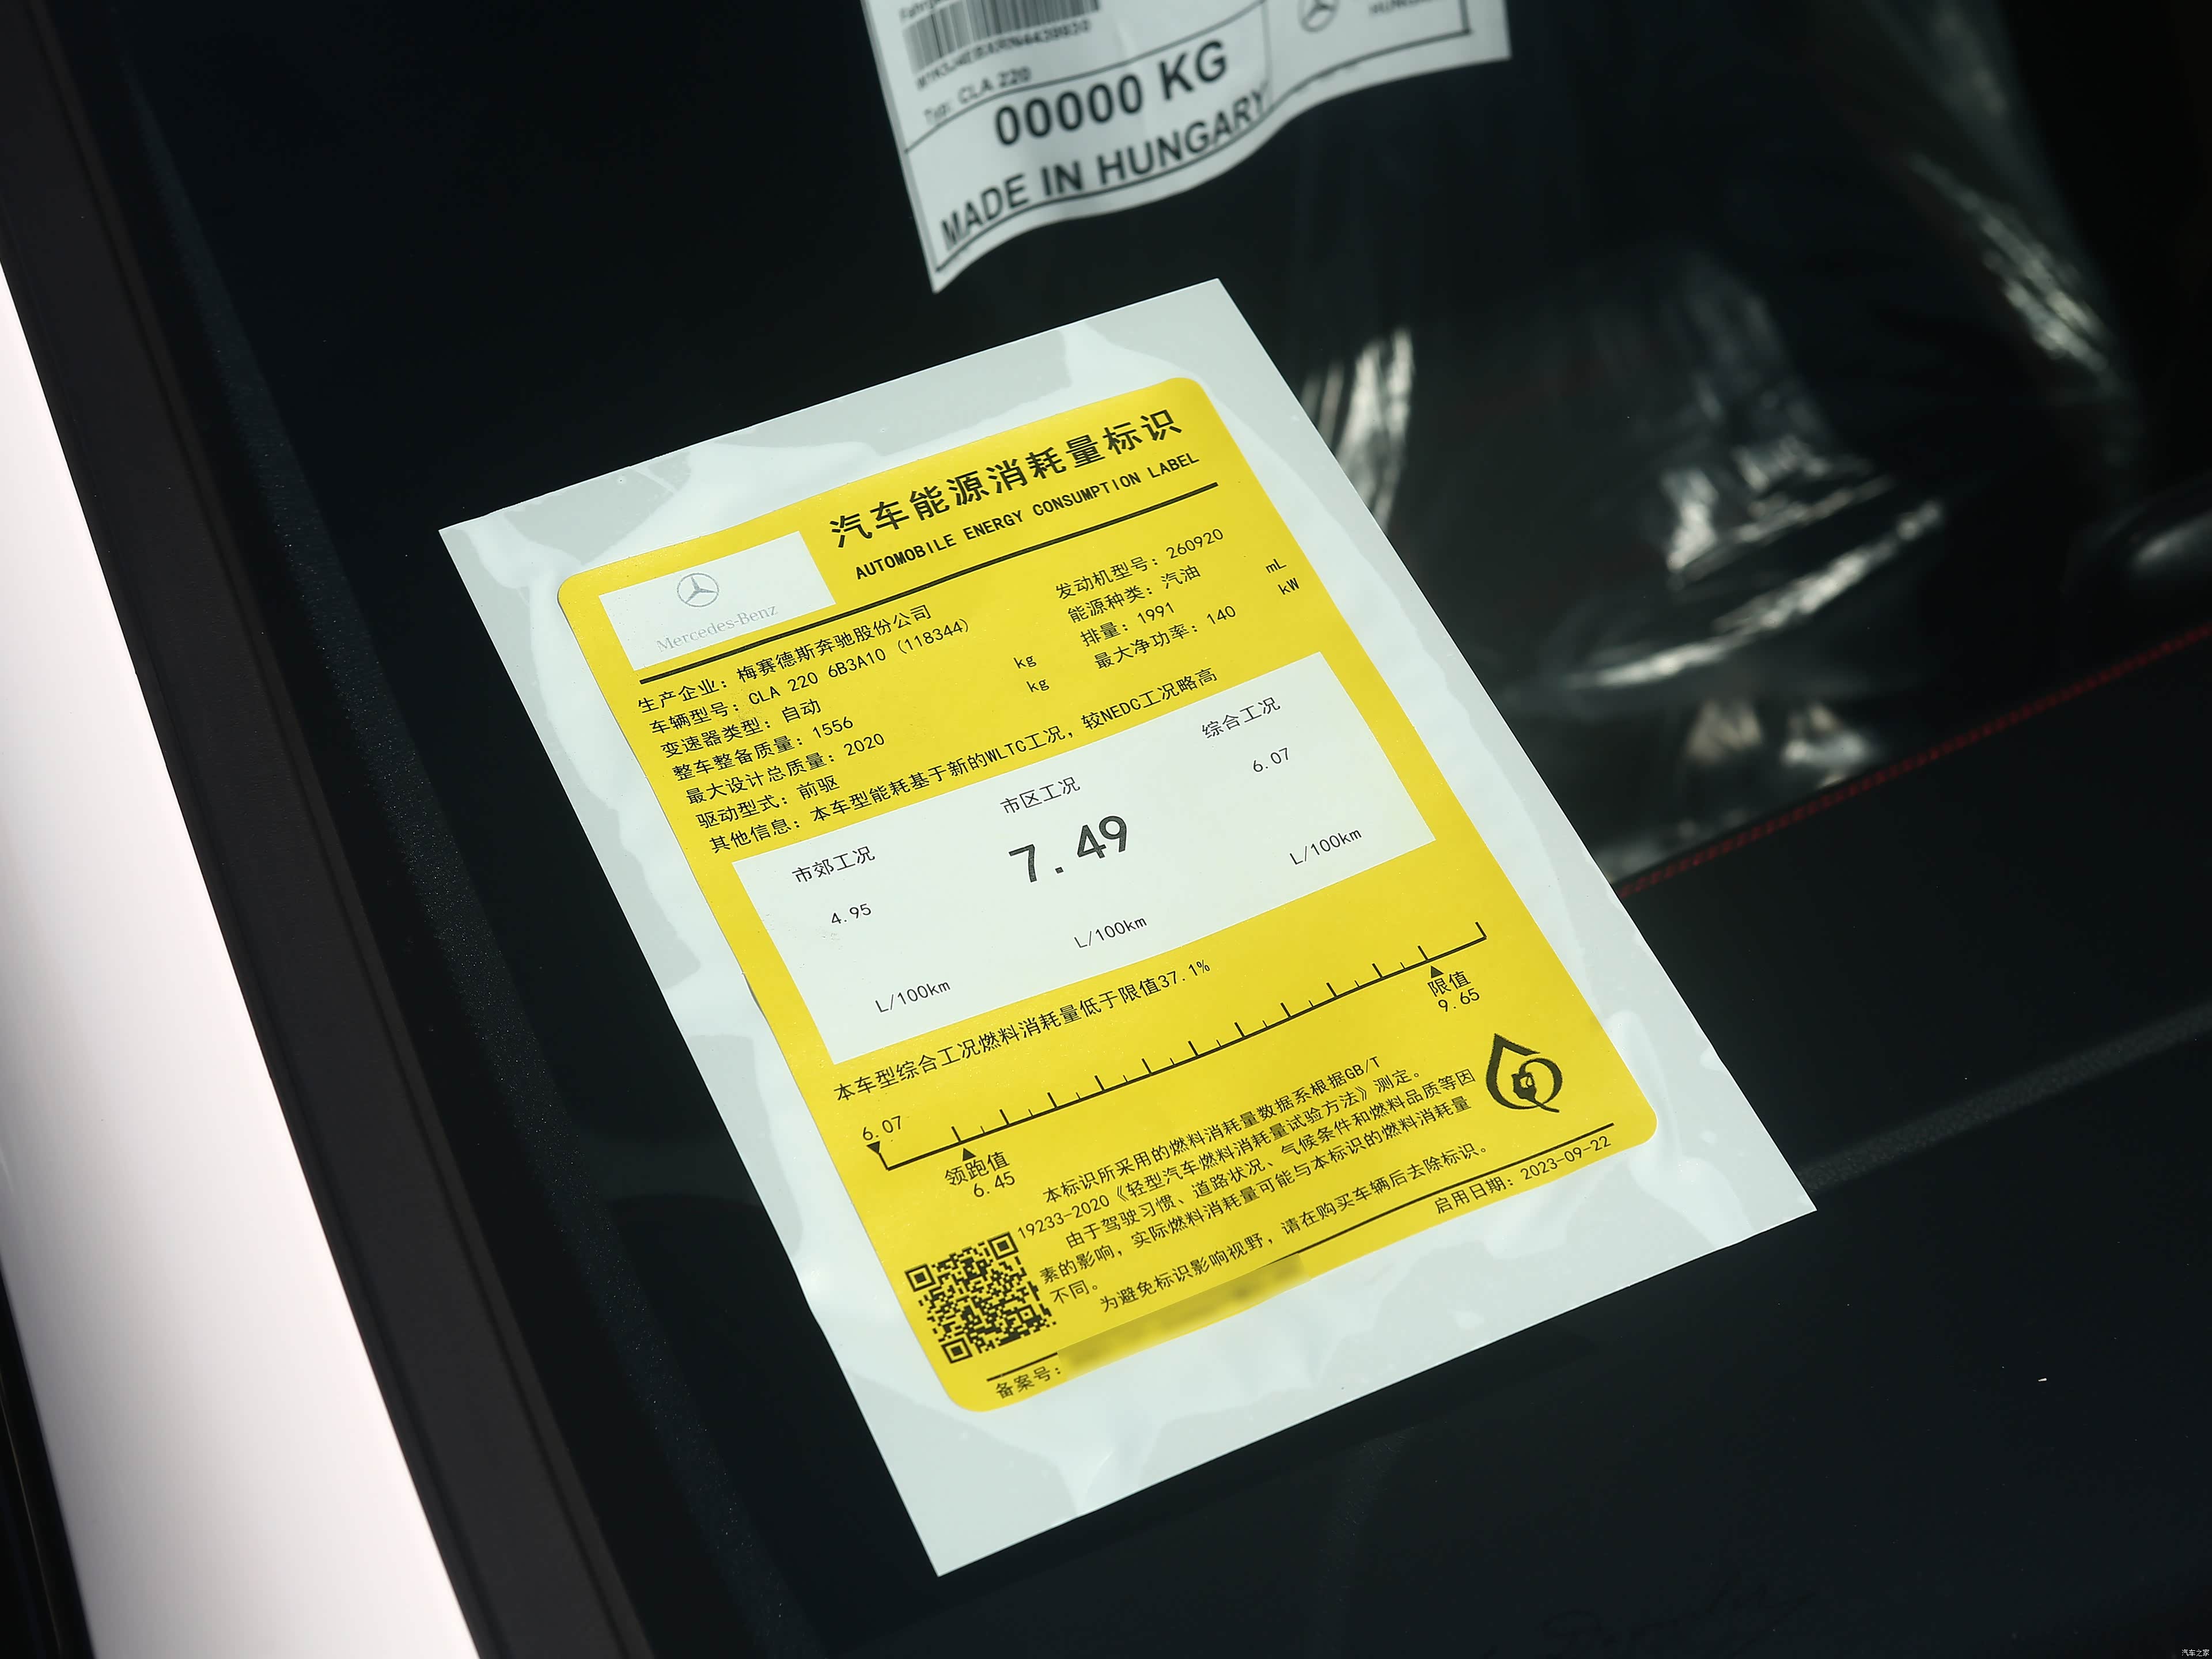 Typ: CLA 220
00000 KG
MADE IN HUNGARY
HUNGARY
汽车能源消耗量标识
AUTOMOBILE ENERGY CONSUMPTION LABEL
Mercedes-Benz
生产企业：梅赛德斯奔驰股份公司
车辆型号：CLA 220 6B3A10 (118344)
变速器类型：自动
整车整备质量：1556 kg
最大设计总质量：2020 kg
驱动型式：前驱
其他信息：本车型能耗基于新的WLTC工况，较NEDC工况略高
发动机型号：260920
能源种类：汽油
排量：1991 mL
最大净功率：140 kW
市郊工况
4.95
L/100km
市区工况
7.49
L/100km
综合工况
6.07
L/100km
本车型综合工况燃料消耗量低于限值37.1%
6.07
领跑值
6.45
限值
9.65
本标识所采用的燃料消耗量数据系根据GB/T
19233-2020《轻型汽车燃料消耗量试验方法》测定。
由于驾驶习惯、道路状况、气候条件和燃料品质等因
素的影响，实际燃料消耗量可能与本标识的燃料消耗量
不同。
为避免标识影响视野，请在购买车辆后去除标识。
备案号：
启用日期：2023-09-22
汽车之家